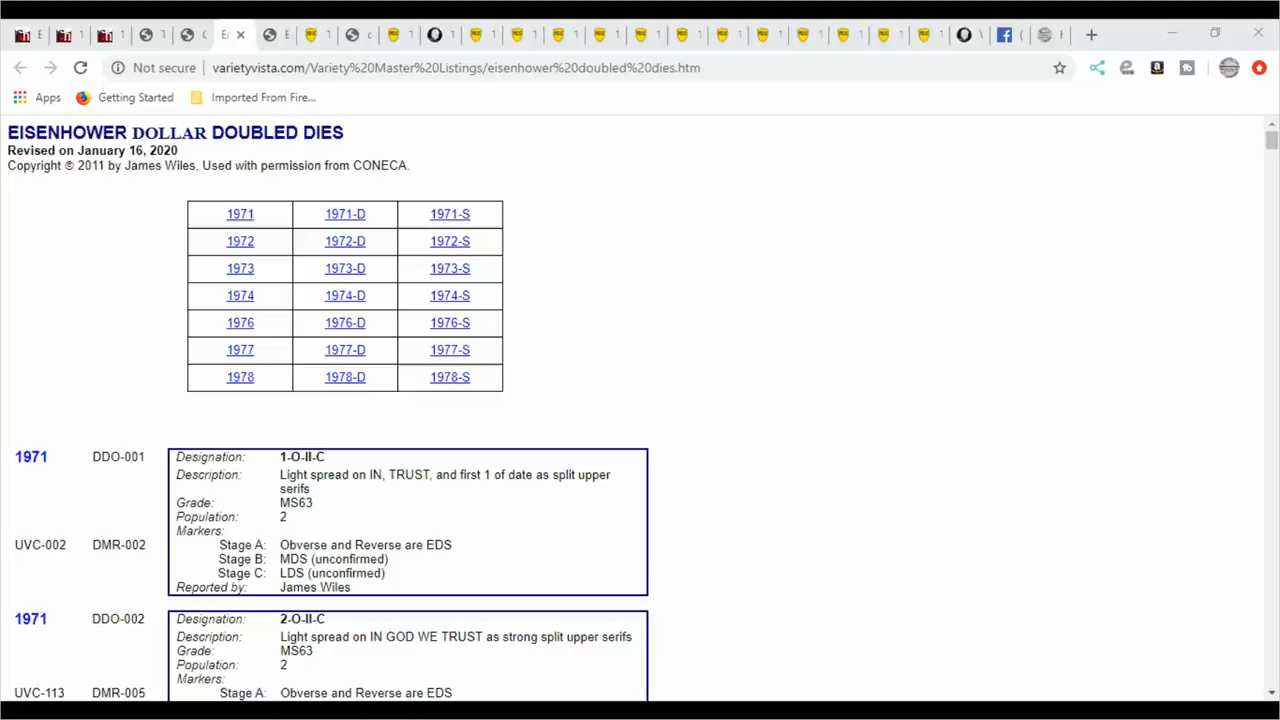 Not secure varietyvista.com/Variety%20Master%20Listings/eisenhower%20doubled%20dies.htm
Apps Getting Started Imported From Fire...
EISENHOWER DOLLAR DOUBLED DIES
Revised on January 16, 2020
Copyright © 2011 by James Wiles, Used with permission from CONECA.
1971 1971-D 1971-S
1972 1972-D 1972-S
1973 1973-D 1973-S
1974 1974-D 1974-S
1976 1976-D 1976-S
1977 1977-D 1977-S
1978 1978-D 1978-S
1971 DDO-001 Designation: 1-O-II-C
Description: Light spread on IN, TRUST, and first 1 of date as split upper
serifs
Grade: MS63
Population: 2
Markers:
UVC-002 DMR-002 Stage A: Obverse and Reverse are EDS
Stage B: MDS (unconfirmed)
Stage C: LDS (unconfirmed)
Reported by: James Wiles
1971 DDO-002 Designation: 2-O-II-C
Description: Light spread on IN GOD WE TRUST as strong split upper serifs
Grade: MS63
Population: 2
Markers:
UVC-113 DMR-005 Stage A: Obverse and Reverse are EDS